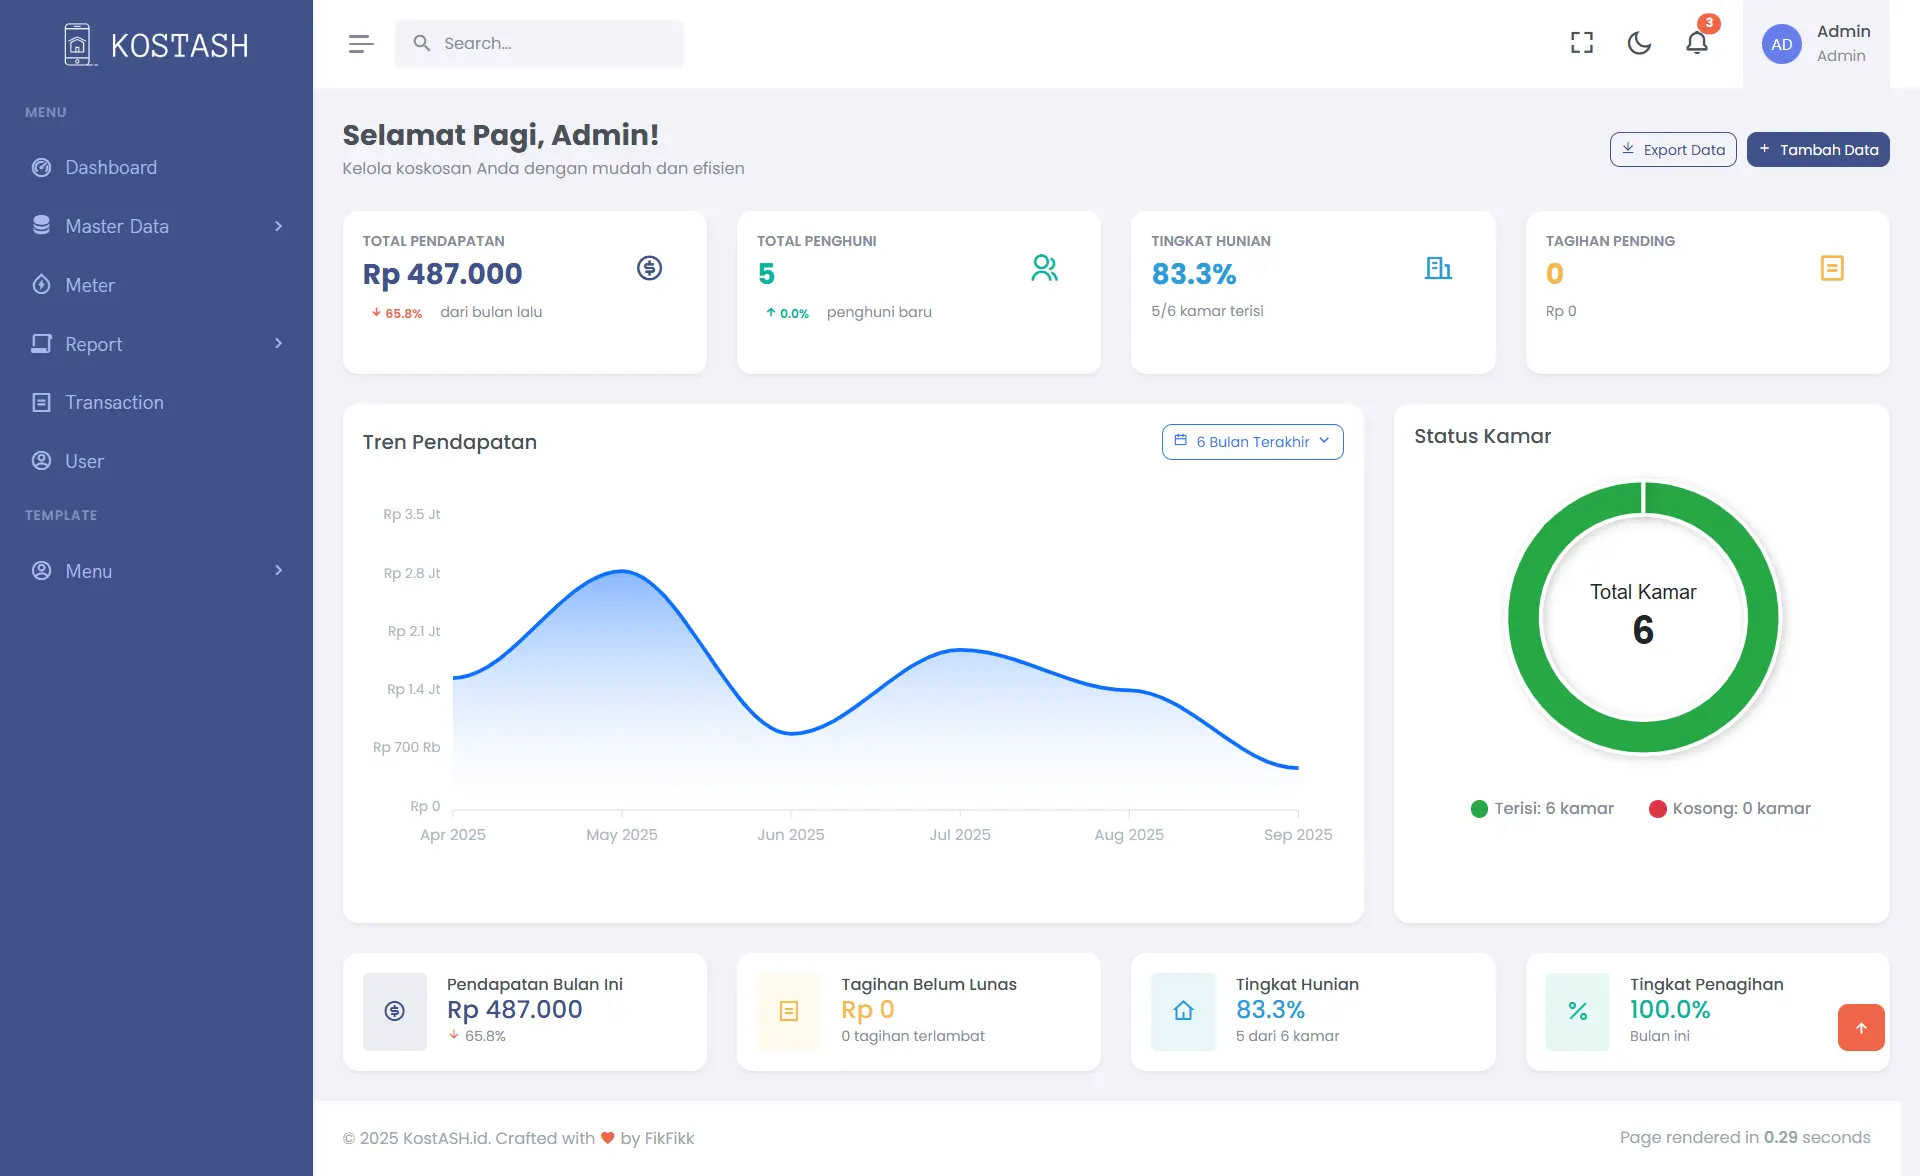 KOSTASH
MENU
Dashboard
Master Data
Meter
Report
Transaction
User
TEMPLATE
Menu
Search...
3
AD
Admin
Admin
Selamat Pagi, Admin!
Kelola koskosan Anda dengan mudah dan efisien
Export Data
+ Tambah Data
TOTAL PENDAPATAN
Rp 487.000
↓ 65.8% dari bulan lalu
TOTAL PENGHUNI
5
↑ 0.0% penghuni baru
TINGKAT HUNIAN
83.3%
5/6 kamar terisi
TAGIHAN PENDING
0
Rp 0
Tren Pendapatan
6 Bulan Terakhir
Rp 3.5 Jt
Rp 2.8 Jt
Rp 2.1 Jt
Rp 1.4 Jt
Rp 700 Rb
Rp 0
Apr 2025 May 2025 Jun 2025 Jul 2025 Aug 2025 Sep 2025
Status Kamar
Total Kamar
6
Terisi: 6 kamar Kosong: 0 kamar
Pendapatan Bulan Ini
Rp 487.000
↓ 65.8%
Tagihan Belum Lunas
Rp 0
0 tagihan terlambat
Tingkat Hunian
83.3%
5 dari 6 kamar
Tingkat Penagihan
100.0%
Bulan ini
© 2025 KostASH.id. Crafted with ❤ by FikFikk
Page rendered in 0.29 seconds